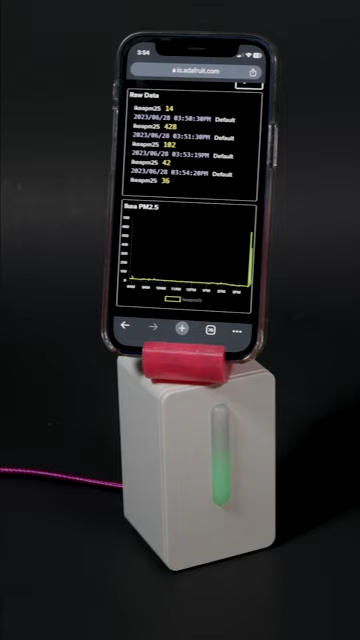 3:54
io.adafruit.com
Raw Data
ikeapm25 14
2023/06/28 03:50:30PM Default
ikeapm25 428
2023/06/28 03:51:30PM Default
ikeapm25 102
2023/06/28 03:53:19PM Default
ikeapm25 42
2023/06/28 03:54:20PM Default
ikeapm25 36
Ikea PM2.5
ikeapm25